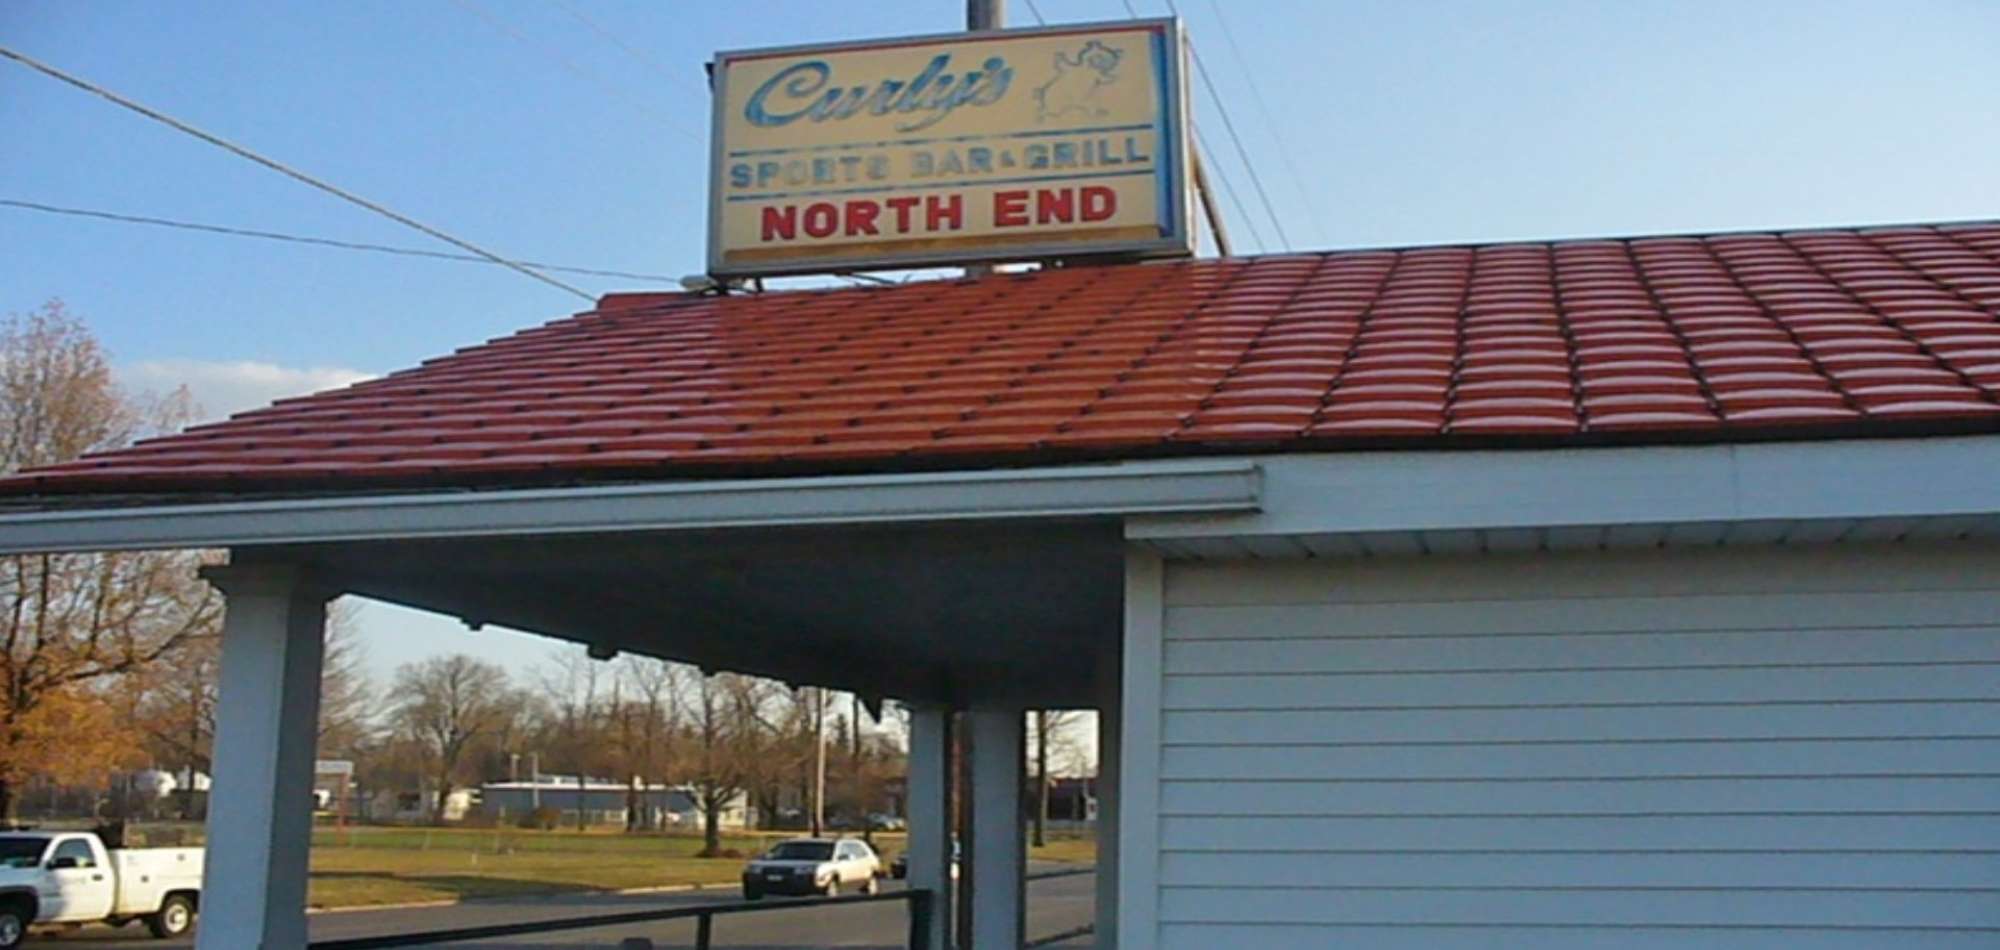 Curly's
SPORTS BAR & GRILL
NORTH END